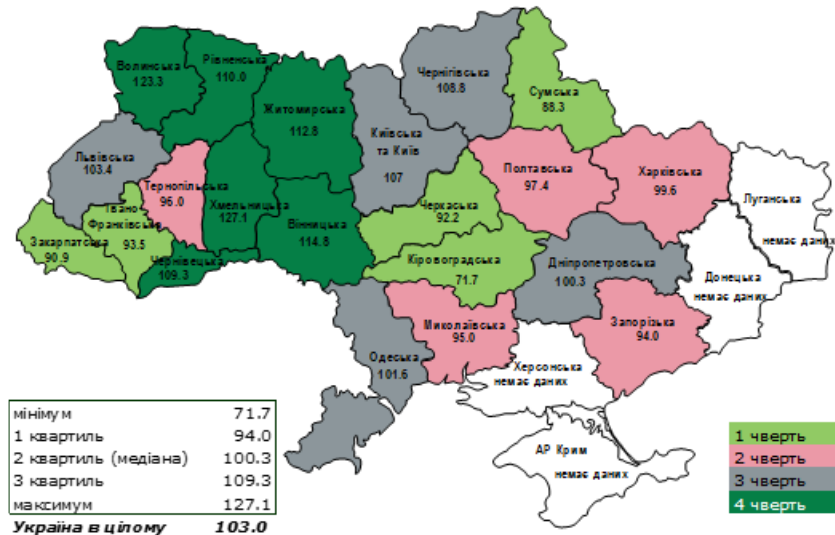 Волинська
123.3
Рівненська
110.0
Житомирська
112.8
Чернігівська
108.8
Сумська
88.3
Київська
та Київ
107
Львівська
103.4
Тернопільська
96.0
Хмельницька
127.1
Вінницька
114.8
Івано-
Франківська
93.5
Закарпатська
90.9
Чернівецька
109.3
Черкаська
92.2
Полтавська
97.4
Харківська
99.6
Луганська
немає даних
Кіровоградська
71.7
Дніпропетровська
100.3
Донецька
немає даних
Миколаївська
95.0
Запорізька
94.0
Одеська
101.6
Херсонська
немає даних
АР Крим
немає даних
мінімум 71.7
1 квартиль 94.0
2 квартиль (медіана) 100.3
3 квартиль 109.3
максимум 127.1
Україна в цілому 103.0
1 чверть
2 чверть
3 чверть
4 чверть